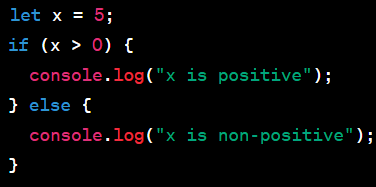 let x = 5;
if (x > 0) {
  console.log("x is positive");
} else {
  console.log("x is non-positive");
}